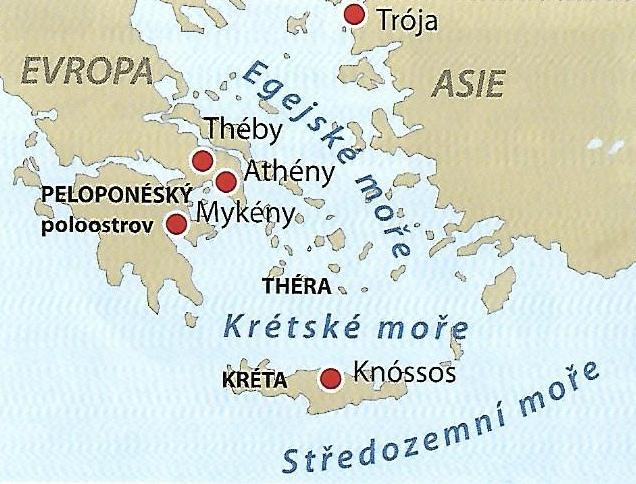 Trója
EVROPA
ASIE
Egejské moře
Théby
Athény
PELOPONÉSKÝ
poloostrov
Mykény
THÉRA
Krétské moře
KRÉTA
Knóssos
Středozemní moře